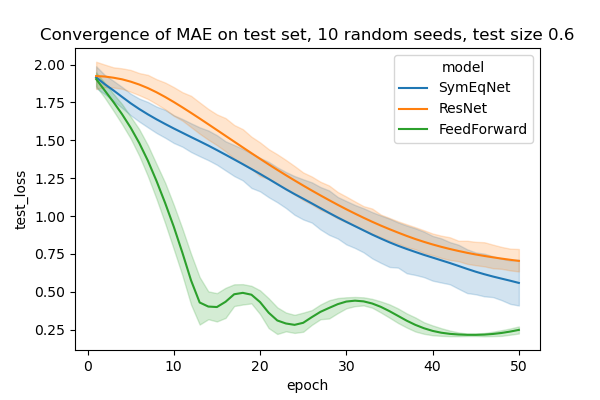 Convergence of MAE on test set, 10 random seeds, test size 0.6
model
SymEqNet
ResNet
FeedForward
test_loss
2.00
1.75
1.50
1.25
1.00
0.75
0.50
0.25
0 10 20 30 40 50
epoch